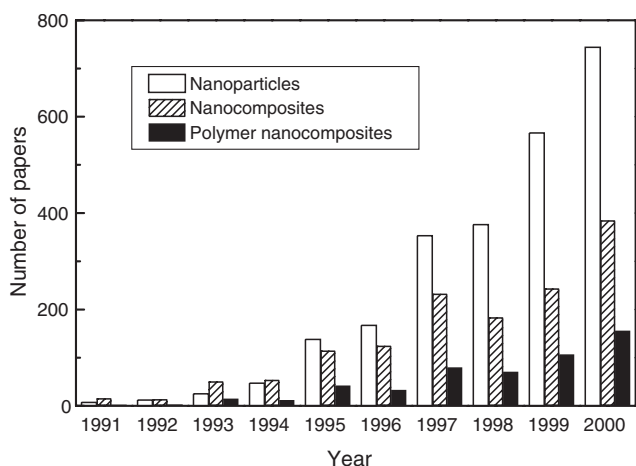 800
600
400
200
0
Number of papers
Nanoparticles
Nanocomposites
Polymer nanocomposites
1991 1992 1993 1994 1995 1996 1997 1998 1999 2000
Year